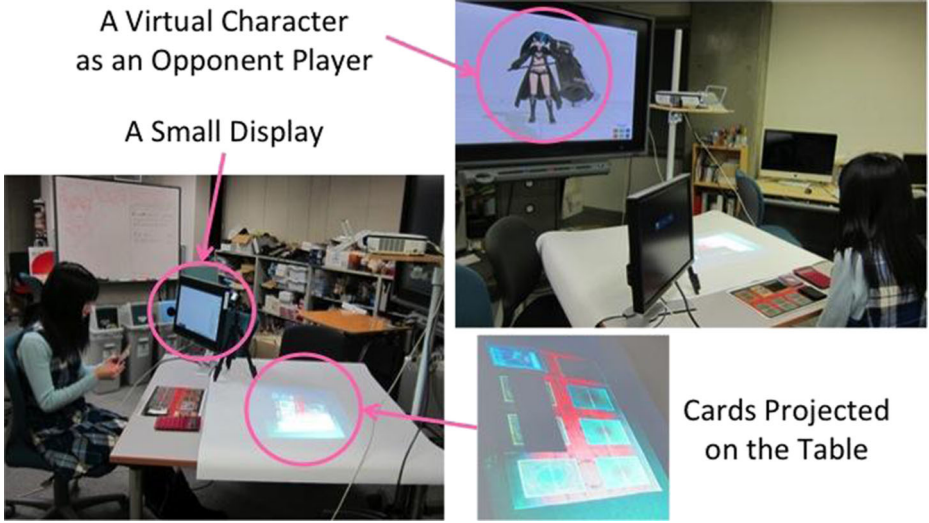 A Virtual Character
as an Opponent Player
A Small Display
Cards Projected
on the Table